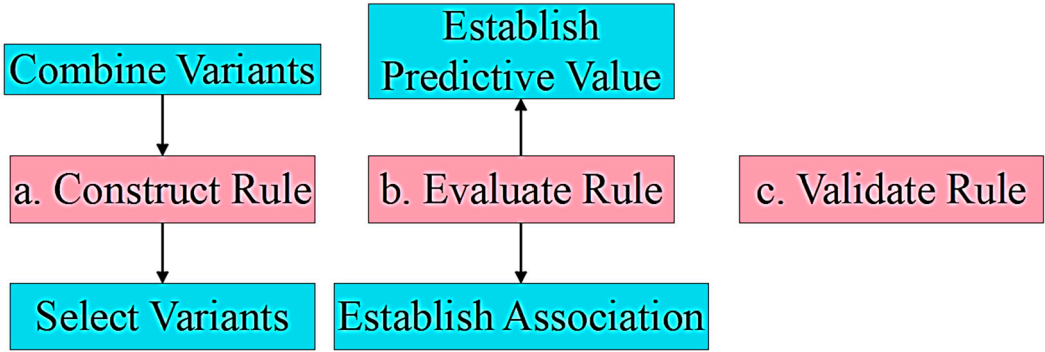 Combine Variants
Establish
Predictive Value
a. Construct Rule
b. Evaluate Rule
c. Validate Rule
Select Variants
Establish Association